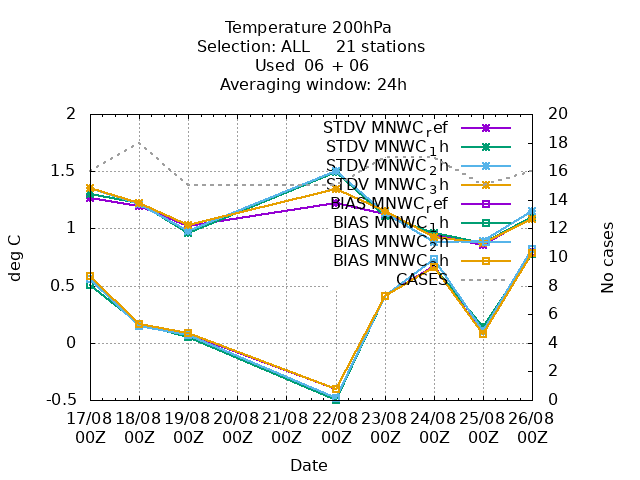 Temperature 200hPa
Selection: ALL 21 stations
Used 06 + 06
Averaging window: 24h
2
1.5
1
0.5
0
-0.5
20
18
16
14
12
10
8
6
4
2
0
deg C
No cases
STDV MNWC_ref
STDV MNWC_1h
STDV MNWC_2h
STDV MNWC_3h
BIAS MNWC_ref
BIAS MNWC_1h
BIAS MNWC_2h
BIAS MNWC_3h
CASES
17/08 18/08 19/08 20/08 21/08 22/08 23/08 24/08 25/08 26/08
00Z 00Z 00Z 00Z 00Z 00Z 00Z 00Z 00Z 00Z
Date